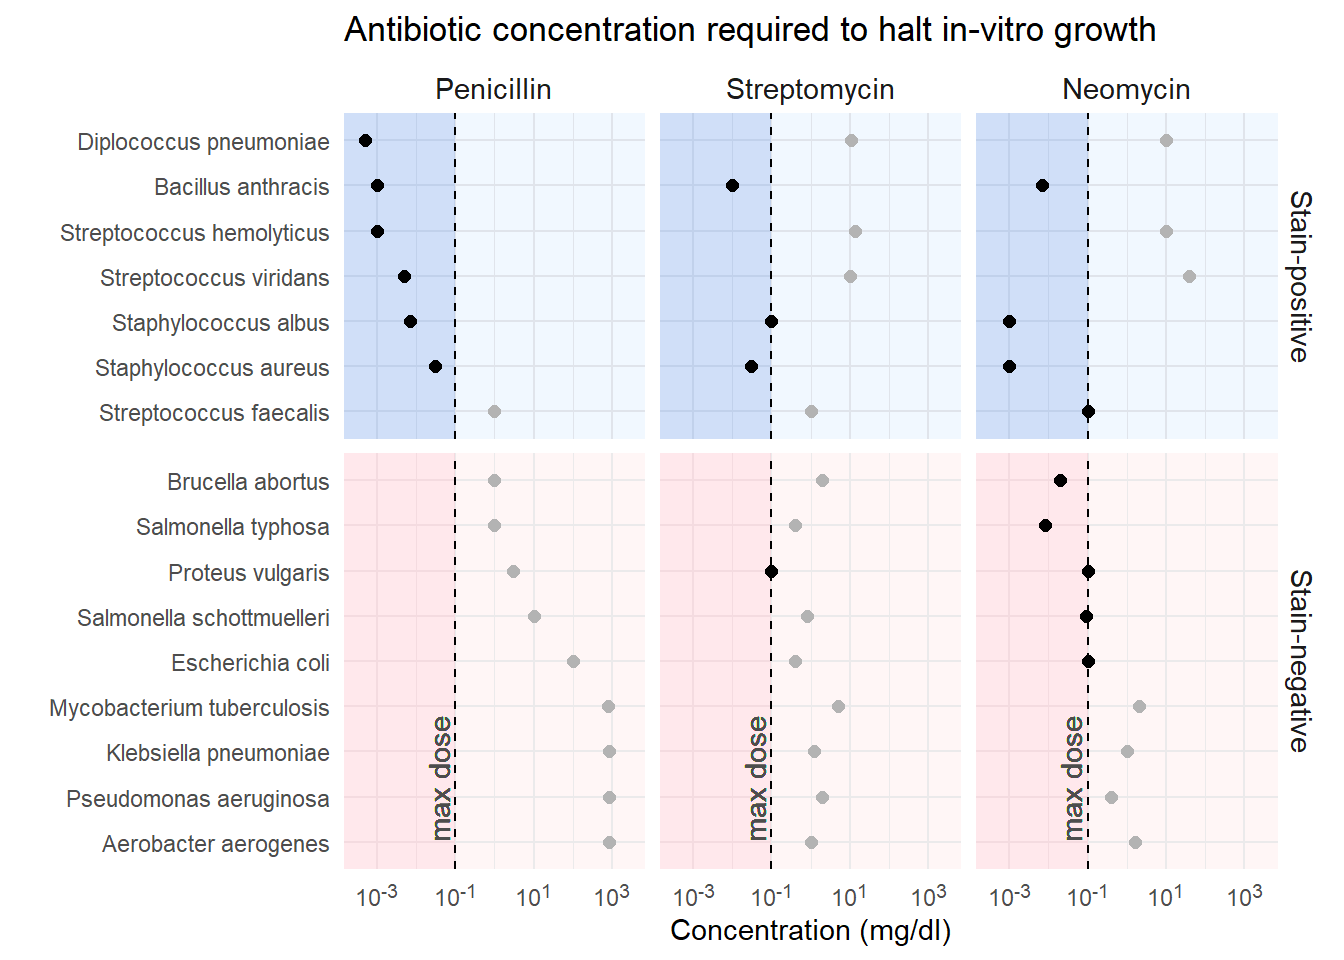 Antibiotic concentration required to halt in-vitro growth
Penicillin
Streptomycin
Neomycin
Diplococcus pneumoniae
Bacillus anthracis
Streptococcus hemolyticus
Streptococcus viridans
Staphylococcus albus
Staphylococcus aureus
Streptococcus faecalis
Stain-positive
Brucella abortus
Salmonella typhosa
Proteus vulgaris
Salmonella schottmuelleri
Escherichia coli
Mycobacterium tuberculosis
Klebsiella pneumoniae
Pseudomonas aeruginosa
Aerobacter aerogenes
max dose
max dose
max dose
Stain-negative
10⁻³ 10⁻¹ 10¹ 10³
10⁻³ 10⁻¹ 10¹ 10³
10⁻³ 10⁻¹ 10¹ 10³
Concentration (mg/dl)